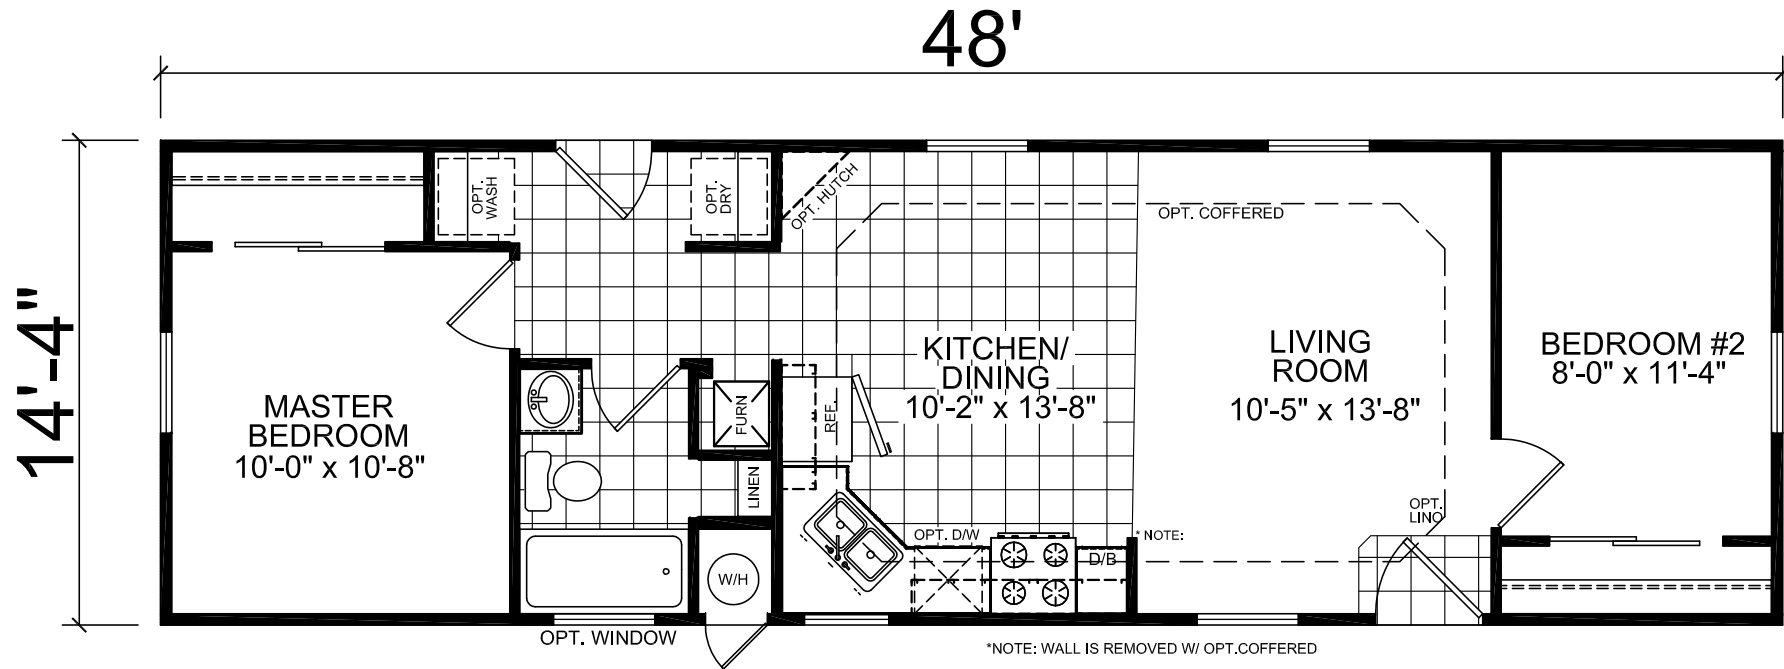 48'
14'-4"
OPT.
WASH
OPT.
DRY
OPT. HUTCH
OPT. COFFERED
MASTER
BEDROOM
10'-0" x 10'-8"
FURN
LINEN
W/H
OPT. WINDOW
REF.
KITCHEN/
DINING
10'-2" x 13'-8"
OPT. D/W
D/B
* NOTE:
LIVING
ROOM
10'-5" x 13'-8"
OPT.
LINO
BEDROOM #2
8'-0" x 11'-4"
*NOTE: WALL IS REMOVED W/ OPT.COFFERED